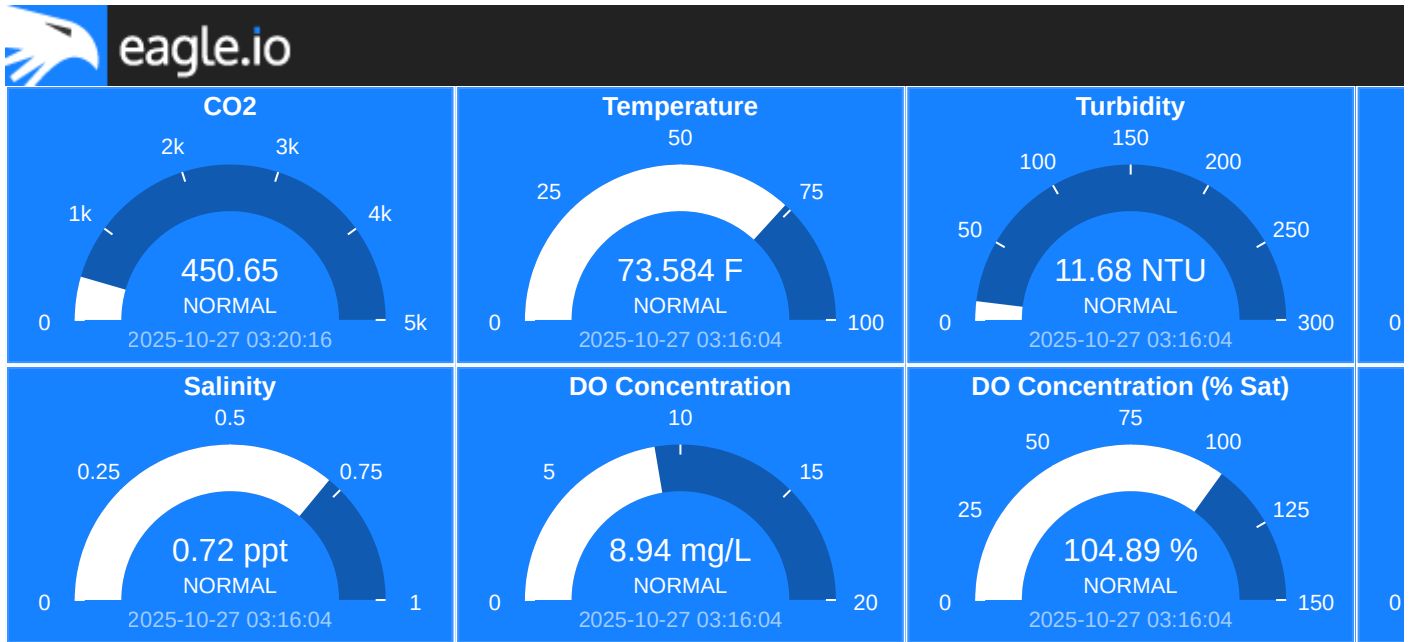 eagle.io
CO2
2k 3k
1k 4k
450.65
NORMAL
0 5k
2025-10-27 03:20:16
Temperature
50
25 75
73.584 F
NORMAL
0 100
2025-10-27 03:16:04
Turbidity
150
100 200
50 250
11.68 NTU
NORMAL
0 300
2025-10-27 03:16:04
0
Salinity
0.5
0.25 0.75
0.72 ppt
NORMAL
0 1
2025-10-27 03:16:04
DO Concentration
10
5 15
8.94 mg/L
NORMAL
0 20
2025-10-27 03:16:04
DO Concentration (% Sat)
75
50 100
25 125
104.89 %
NORMAL
0 150
2025-10-27 03:16:04
0